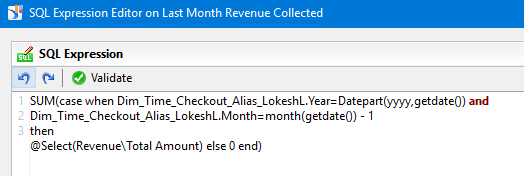 SQL Expression Editor on Last Month Revenue Collected
SQL Expression
Validate
1 SUM(case when Dim_Time_Checkout_Alias_LokeshL.Year=Datepart(yyyy,getdate()) and
2 Dim_Time_Checkout_Alias_LokeshL.Month=month(getdate()) - 1
3 then
@Select(Revenue\Total Amount) else 0 end)